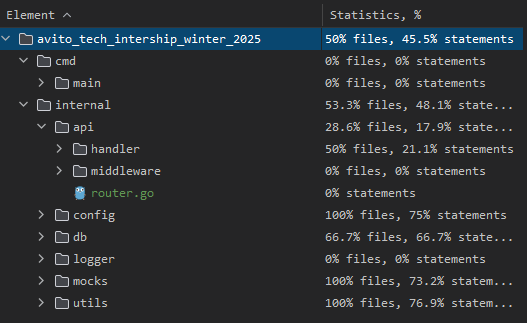 Element Statistics, %
avito_tech_intership_winter_2025 50% files, 45.5% statements
cmd 0% files, 0% statements
main 0% files, 0% statements
internal 53.3% files, 48.1% state...
api 28.6% files, 17.9% state...
handler 50% files, 21.1% statements
middleware 0% files, 0% statements
router.go 0% statements
config 100% files, 75% statements
db 66.7% files, 66.7% state...
logger 0% files, 0% statements
mocks 100% files, 73.2% statem...
utils 100% files, 76.9% statem...